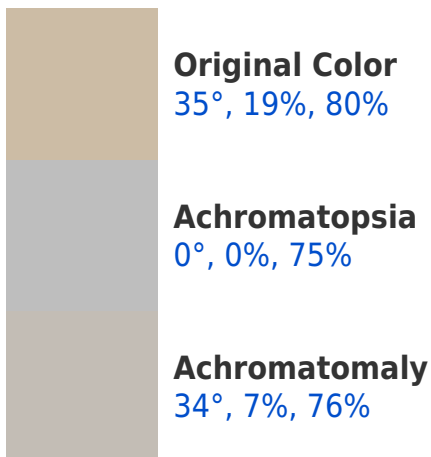 Original Color
35°, 19%, 80%
Achromatopsia
0°, 0%, 75%
Achromatomaly
34°, 7%, 76%